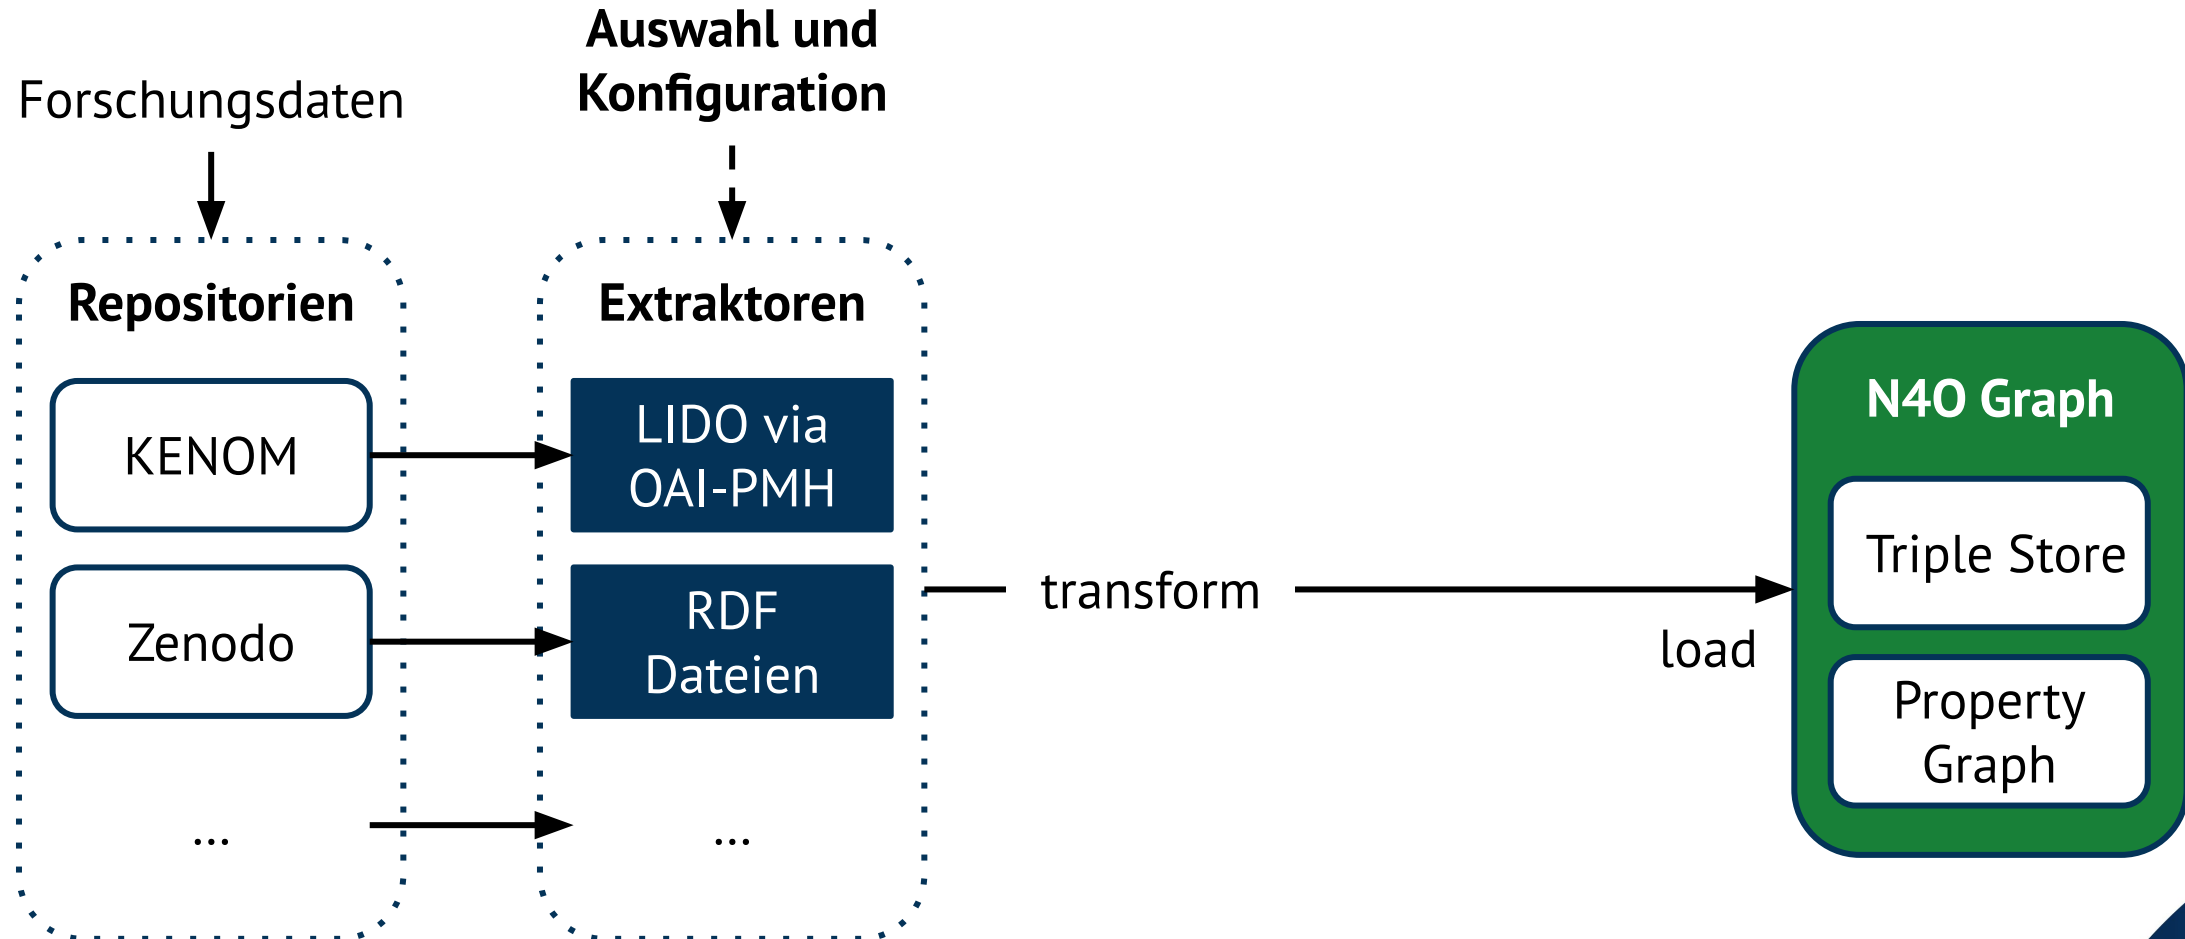 Forschungsdaten
Auswahl und
Konfiguration
Repositorien
KENOM
Zenodo
...
Extraktoren
LIDO via
OAI-PMH
RDF
Dateien
...
transform
load
N4O Graph
Triple Store
Property
Graph